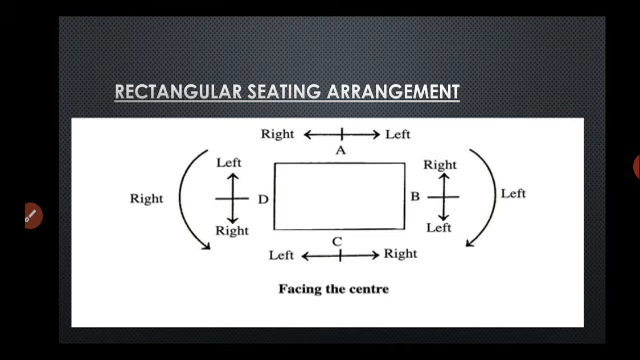 RECTANGULAR SEATING ARRANGEMENT
Right Left
A
Left Right
Right D B Left
Right Left
C
Left Right
Facing the centre